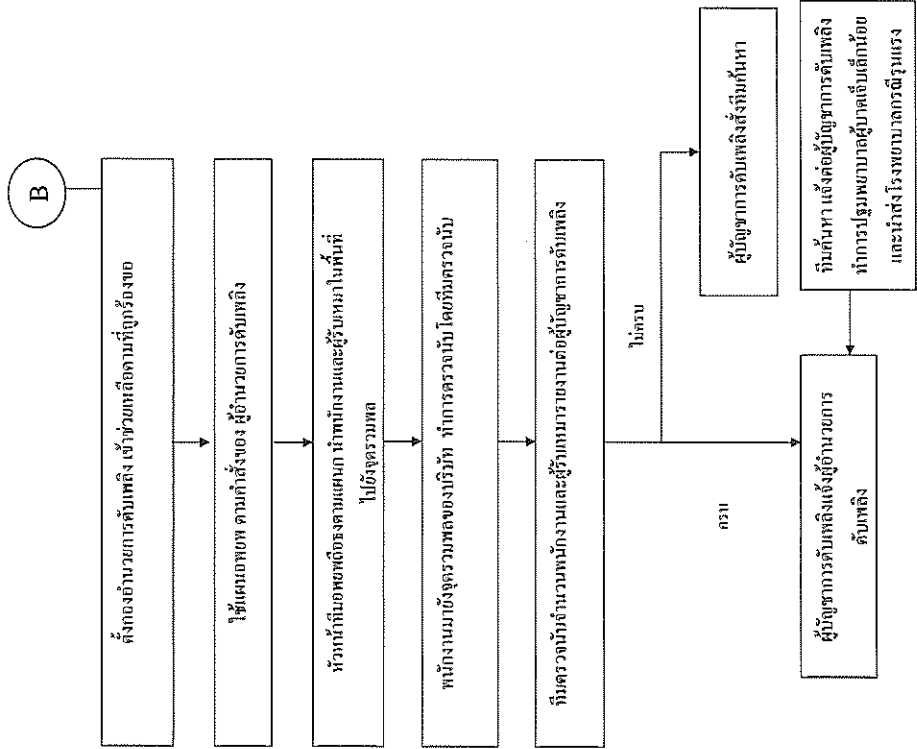 B
ตั้งกองอำนวยการดับเพลิง เข้าช่วยเหลือตามที่ถูกร้องขอ
ใช้แผนอพยพ ตามคำสั่งของ ผู้อำนวยการดับเพลิง
หัวหน้าทีมอพยพถือธงตามแผนก นำพนักงานและผู้รับเหมาในพื้นที่
ไปยังจุดรวมพล
พนักงานมายังจุดรวมพลของบริษัท ทำการตรวจนับโดยทีมตรวจนับ
ทีมตรวจนับจำนวนพนักงานและผู้รับเหมารายงานต่อผู้บัญชาการดับเพลิง
ไม่ครบ
ผู้บัญชาการดับเพลิงสั่งทีมค้นหา
ครบ
ผู้บัญชาการดับเพลิงแจ้งผู้อำนวยการ
ดับเพลิง
ทีมค้นหา แจ้งต่อผู้บัญชาการดับเพลิง
ทำการปฐมพยาบาลผู้บาดเจ็บเล็กน้อย
และนำส่งโรงพยาบาลกรณีรุนแรง